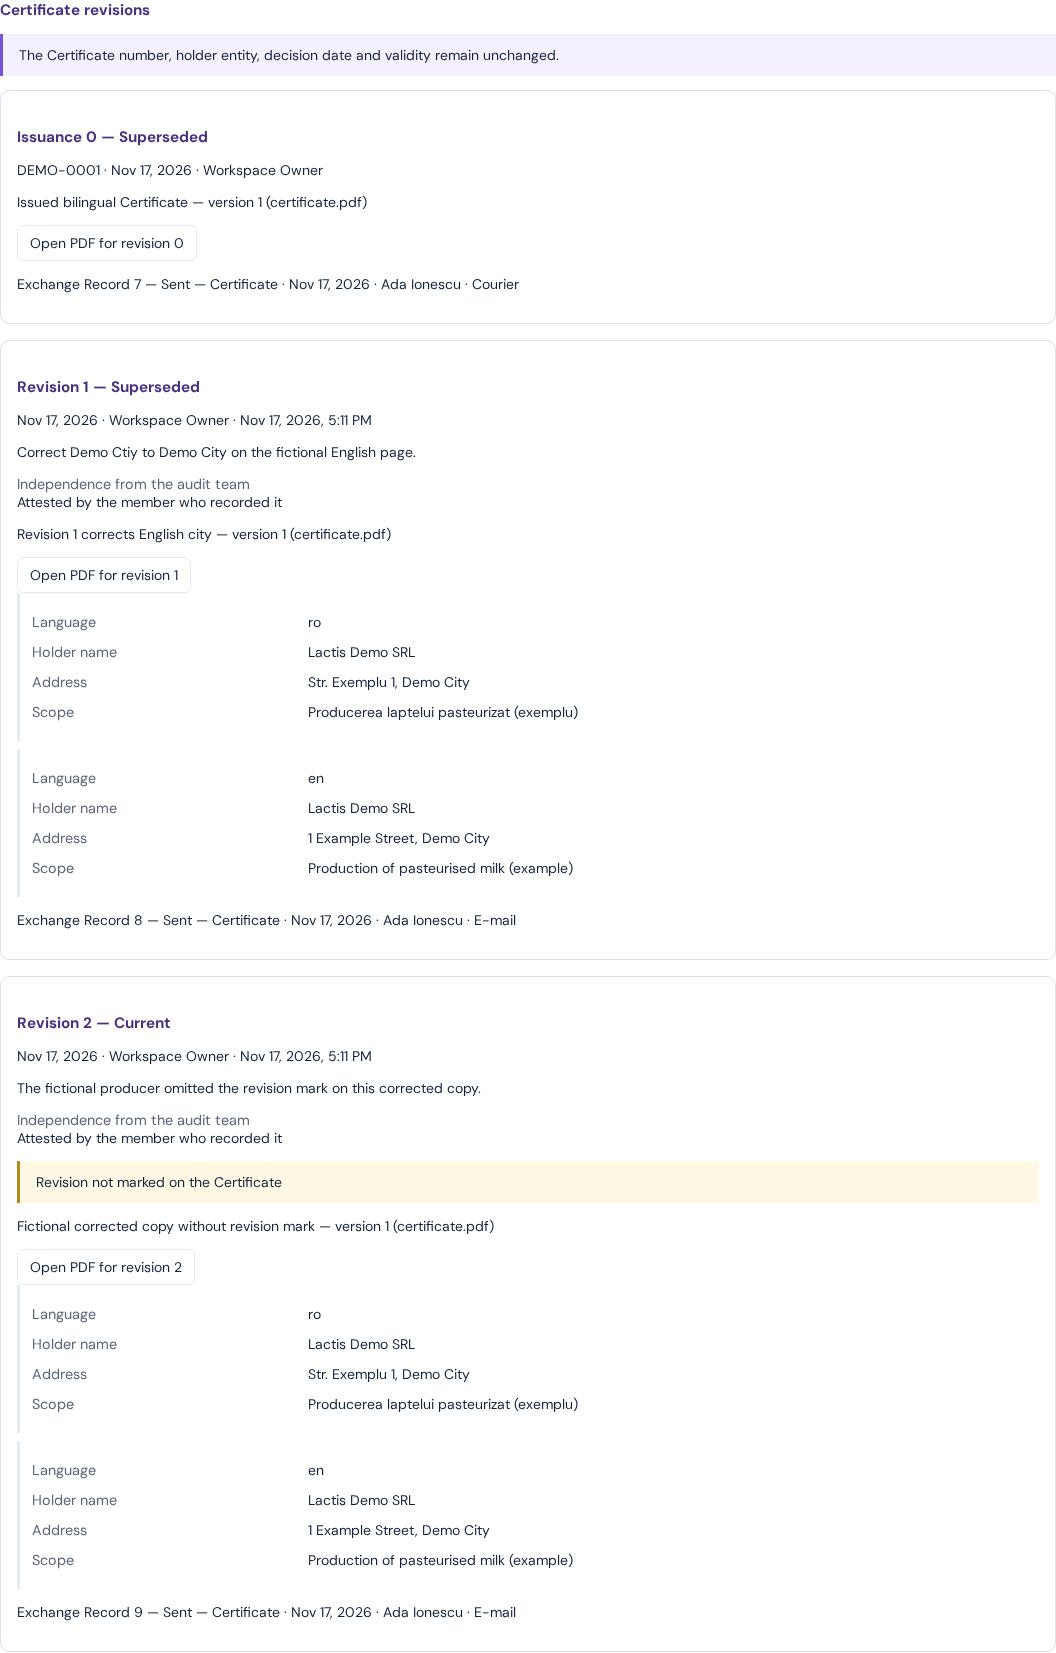 Certificate revisions
The Certificate number, holder entity, decision date and validity remain unchanged.
Issuance 0 — Superseded
DEMO-0001 · Nov 17, 2026 · Workspace Owner
Issued bilingual Certificate — version 1 (certificate.pdf)
Open PDF for revision 0
Exchange Record 7 — Sent — Certificate · Nov 17, 2026 · Ada Ionescu · Courier
Revision 1 — Superseded
Nov 17, 2026 · Workspace Owner · Nov 17, 2026, 5:11 PM
Correct Demo Ctiy to Demo City on the fictional English page.
Independence from the audit team
Attested by the member who recorded it
Revision 1 corrects English city — version 1 (certificate.pdf)
Open PDF for revision 1
Language ro
Holder name Lactis Demo SRL
Address Str. Exemplu 1, Demo City
Scope Producerea laptelui pasteurizat (exemplu)
Language en
Holder name Lactis Demo SRL
Address 1 Example Street, Demo City
Scope Production of pasteurised milk (example)
Exchange Record 8 — Sent — Certificate · Nov 17, 2026 · Ada Ionescu · E-mail
Revision 2 — Current
Nov 17, 2026 · Workspace Owner · Nov 17, 2026, 5:11 PM
The fictional producer omitted the revision mark on this corrected copy.
Independence from the audit team
Attested by the member who recorded it
Revision not marked on the Certificate
Fictional corrected copy without revision mark — version 1 (certificate.pdf)
Open PDF for revision 2
Language ro
Holder name Lactis Demo SRL
Address Str. Exemplu 1, Demo City
Scope Producerea laptelui pasteurizat (exemplu)
Language en
Holder name Lactis Demo SRL
Address 1 Example Street, Demo City
Scope Production of pasteurised milk (example)
Exchange Record 9 — Sent — Certificate · Nov 17, 2026 · Ada Ionescu · E-mail